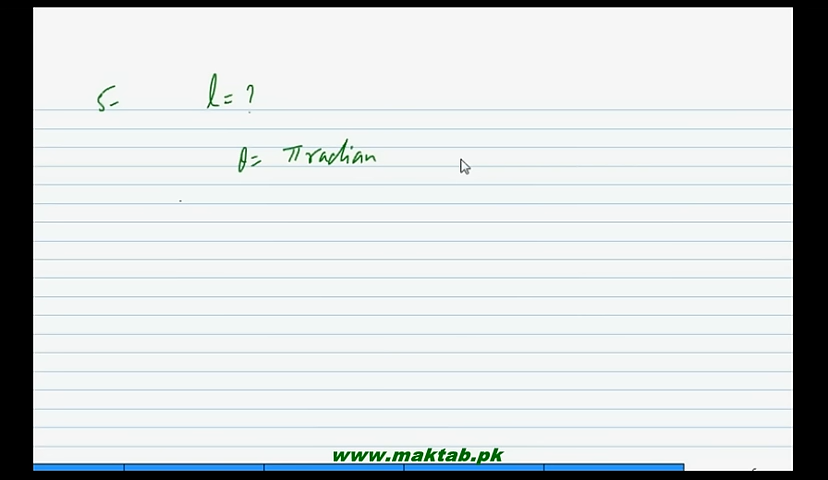 5- l = ?
θ = π radian
www.maktab.pk